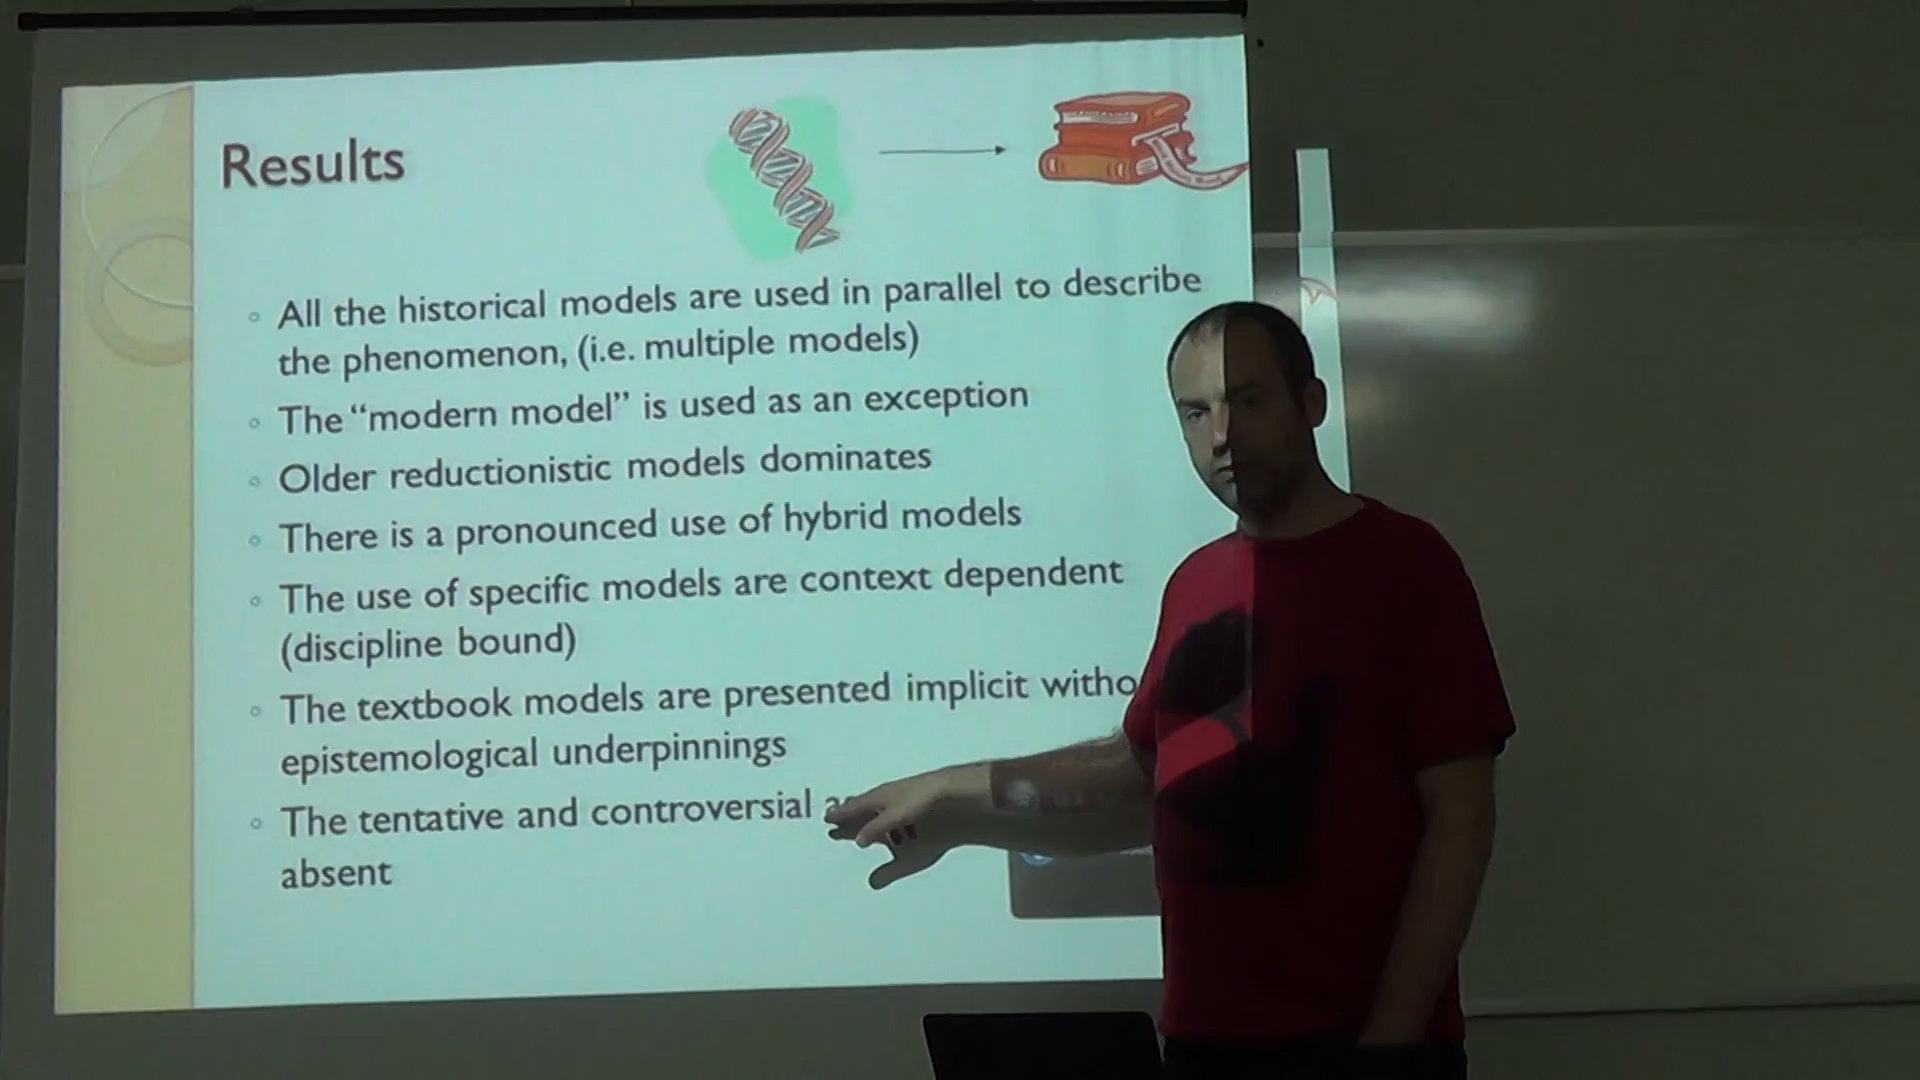 Results
All the historical models are used in parallel to describe
the phenomenon, (i.e. multiple models)
The “modern model” is used as an exception
Older reductionistic models dominates
There is a pronounced use of hybrid models
The use of specific models are context dependent
(discipline bound)
The textbook models are presented implicit
epistemological underpinnings
The tentative and controversial
absent